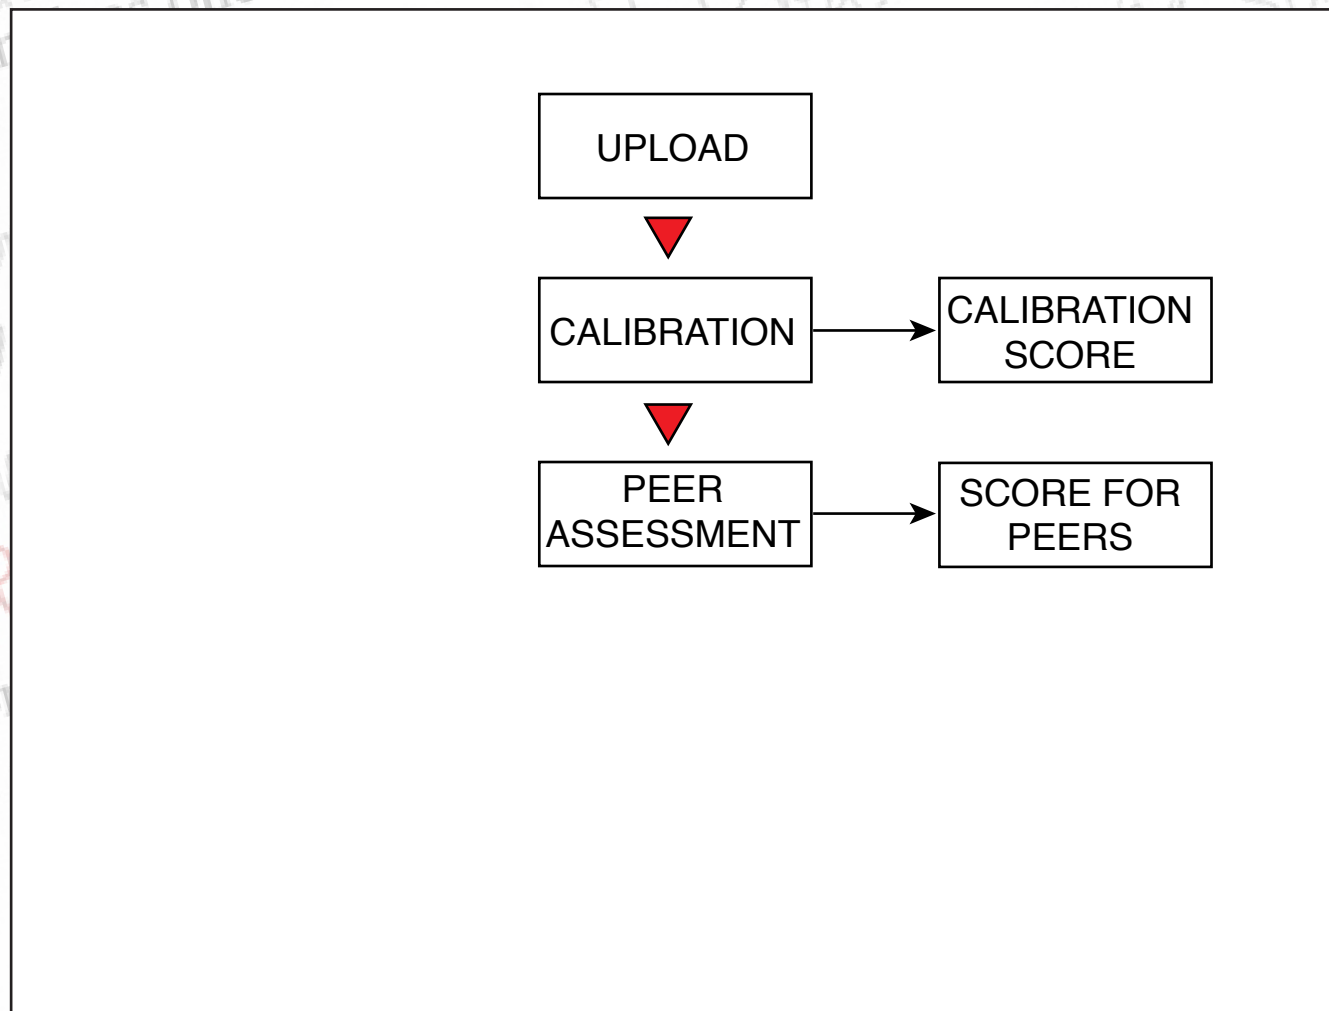 UPLOAD
CALIBRATION
CALIBRATION
SCORE
PEER
ASSESSMENT
SCORE FOR
PEERS